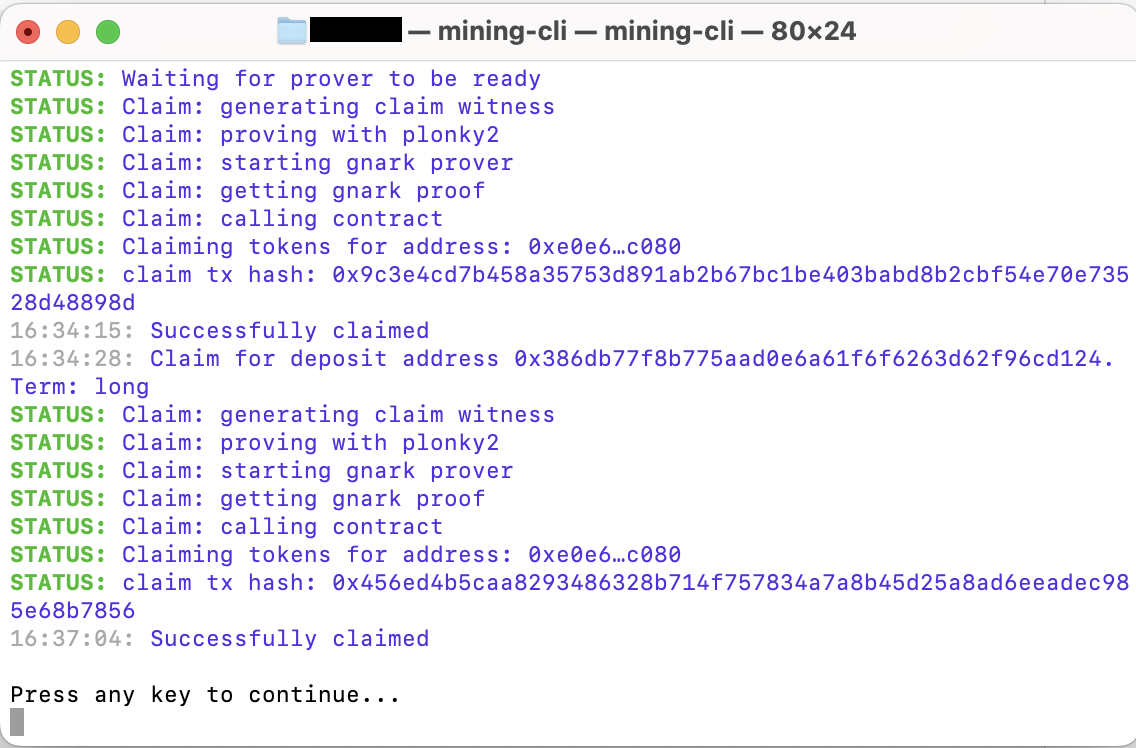 — mining-cli — mining-cli — 80×24
STATUS: Waiting for prover to be ready
STATUS: Claim: generating claim witness
STATUS: Claim: proving with plonky2
STATUS: Claim: starting gnark prover
STATUS: Claim: getting gnark proof
STATUS: Claim: calling contract
STATUS: Claiming tokens for address: 0xe0e6…c080
STATUS: claim tx hash: 0x9c3e4cd7b458a35753d891ab2b67bc1be403babd8b2cbf54e70e735
28d48898d
16:34:15: Successfully claimed
16:34:28: Claim for deposit address 0x386db77f8b775aad0e6a61f6f6263d62f96cd124.
Term: long
STATUS: Claim: generating claim witness
STATUS: Claim: proving with plonky2
STATUS: Claim: starting gnark prover
STATUS: Claim: getting gnark proof
STATUS: Claim: calling contract
STATUS: Claiming tokens for address: 0xe0e6…c080
STATUS: claim tx hash: 0x456ed4b5caa8293486328b714f757834a7a8b45d25a8ad6eeadec98
5e68b7856
16:37:04: Successfully claimed
Press any key to continue...